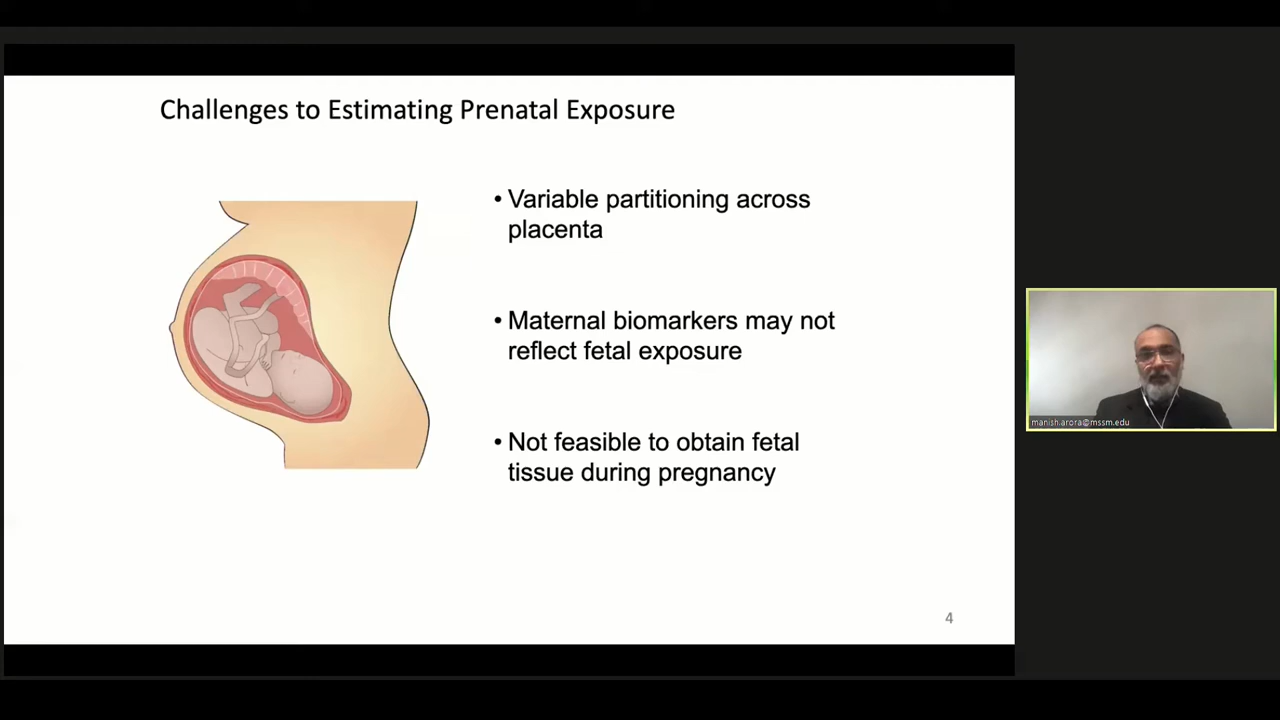 Challenges to Estimating Prenatal Exposure
• Variable partitioning across
placenta
• Maternal biomarkers may not
reflect fetal exposure
• Not feasible to obtain fetal
tissue during pregnancy
manish.arora@mssm.edu
4